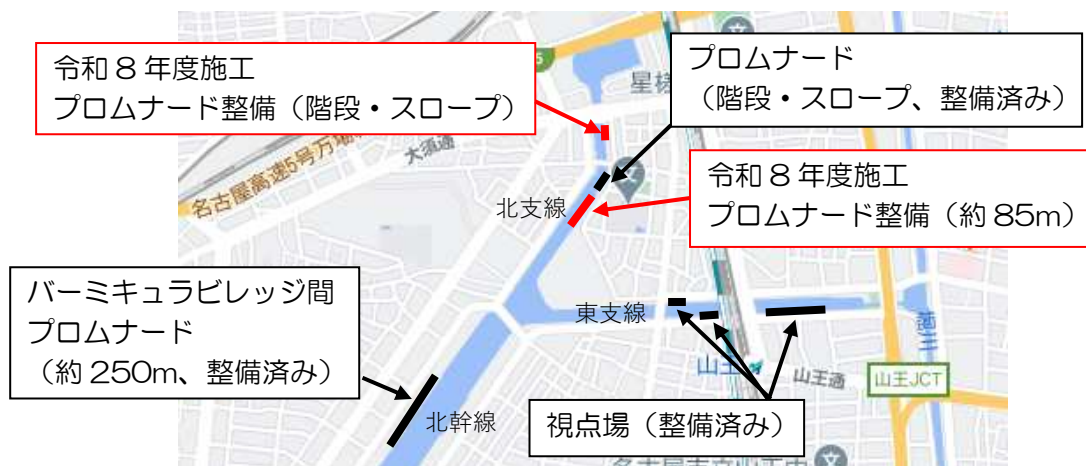 令和８年度施工
プロムナード整備（階段・スロープ）
プロムナード
（階段・スロープ、整備済み）
令和８年度施工
プロムナード整備（約 85m）
バーミキュラビレッジ間
プロムナード
（約 250m、整備済み）
視点場（整備済み）
北支線
東支線
北幹線
大須通
名古屋高速5号万場
5
文
堀川
山王
山王通
山王JCT
文